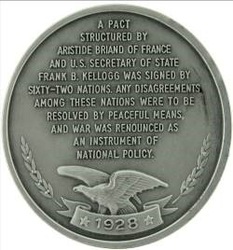 A PACT
STRUCTURED BY
ARISTIDE BRIAND OF FRANCE
AND U.S. SECRETARY OF STATE
FRANK B. KELLOGG WAS SIGNED BY
SIXTY-TWO NATIONS. ANY DISAGREEMENTS
AMONG THESE NATIONS WERE TO BE
RESOLVED BY PEACEFUL MEANS,
AND WAR WAS RENOUNCED AS
AN INSTRUMENT OF
NATIONAL POLICY.
1928